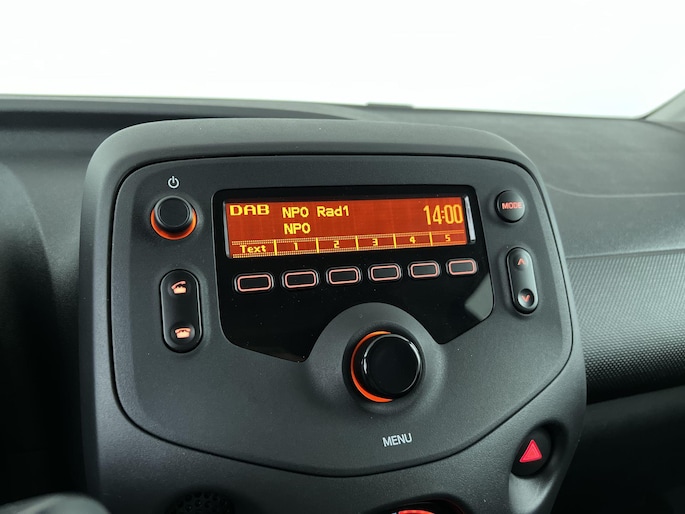 DAB NPO Rad1 14:00
NPO
Text 1 2 3 4 5
MODE
MENU